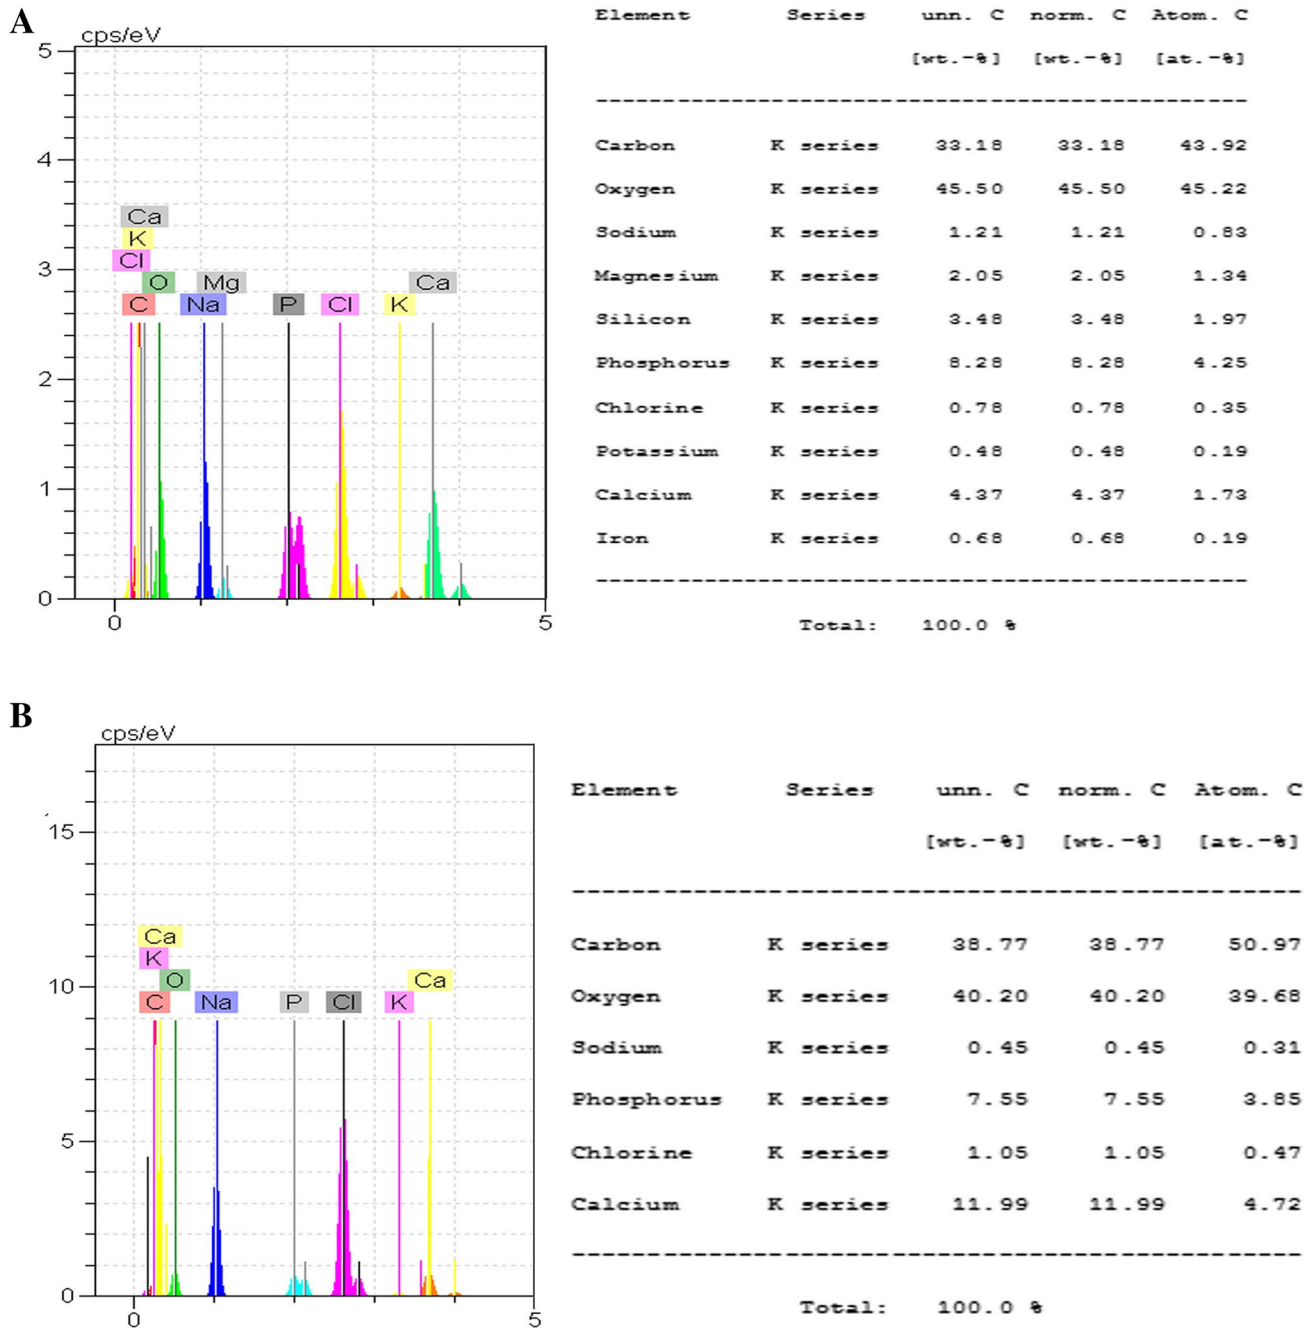 A
cps/eV
5
4
3
2
1
0
Ca
K
Cl
O Mg Ca
C Na P Cl K
0 5
Element Series unn. C norm. C Atom. C
[wt.-%] [wt.-%] [at.-%]
Carbon K series 33.18 33.18 43.92
Oxygen K series 45.50 45.50 45.22
Sodium K series 1.21 1.21 0.83
Magnesium K series 2.05 2.05 1.34
Silicon K series 3.48 3.48 1.97
Phosphorus K series 8.28 8.28 4.25
Chlorine K series 0.78 0.78 0.35
Potassium K series 0.48 0.48 0.19
Calcium K series 4.37 4.37 1.73
Iron K series 0.68 0.68 0.19
Total: 100.0 %
B
cps/eV
15
10
5
0
Ca
K
O Ca
C Na P Cl K
0 5
Element Series unn. C norm. C Atom. C
[wt.-%] [wt.-%] [at.-%]
Carbon K series 38.77 38.77 50.97
Oxygen K series 40.20 40.20 39.68
Sodium K series 0.45 0.45 0.31
Phosphorus K series 7.55 7.55 3.85
Chlorine K series 1.05 1.05 0.47
Calcium K series 11.99 11.99 4.72
Total: 100.0 %